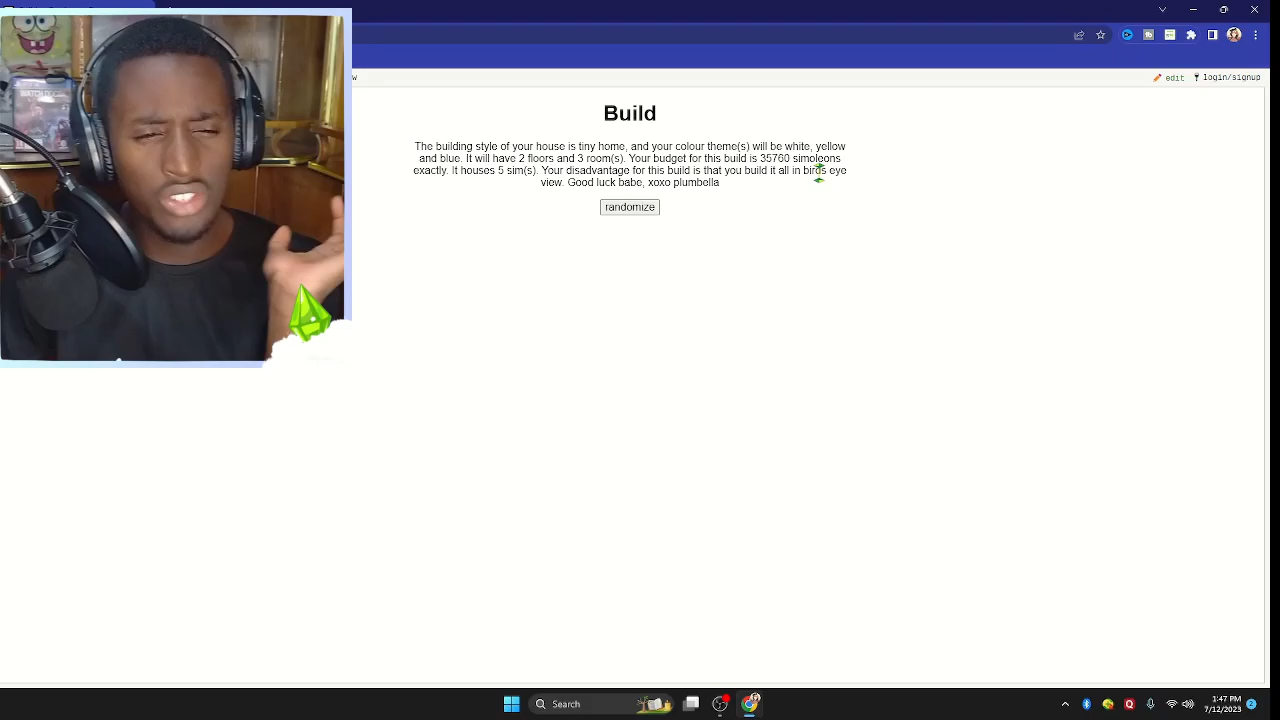 edit
login/signup
Build
The building style of your house is tiny home, and your colour theme(s) will be white, yellow
and blue. It will have 2 floors and 3 room(s). Your budget for this build is 35760 simoleons
exactly. It houses 5 sim(s). Your disadvantage for this build is that you build it all in birds eye
view. Good luck babe, xoxo plumbella
randomize
Search
1:47 PM
7/12/2023